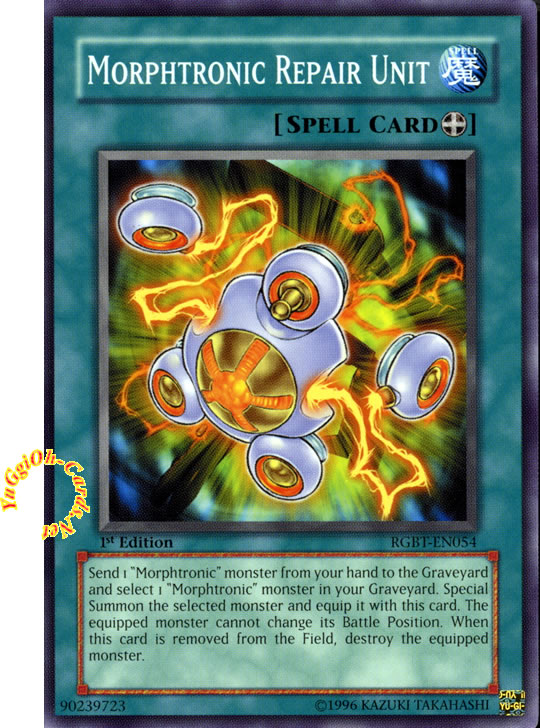 MORPHTRONIC REPAIR UNIT
SPELL
魔
[SPELL CARD]
YuGgiOh-Cards.Net
1st Edition
RGBT-EN054
Send 1 "Morphtronic" monster from your hand to the Graveyard
and select 1 "Morphtronic" monster in your Graveyard. Special
Summon the selected monster and equip it with this card. The
equipped monster cannot change its Battle Position. When
this card is removed from the Field, destroy the equipped
monster.
90239723
©1996 KAZUKI TAKAHASHI